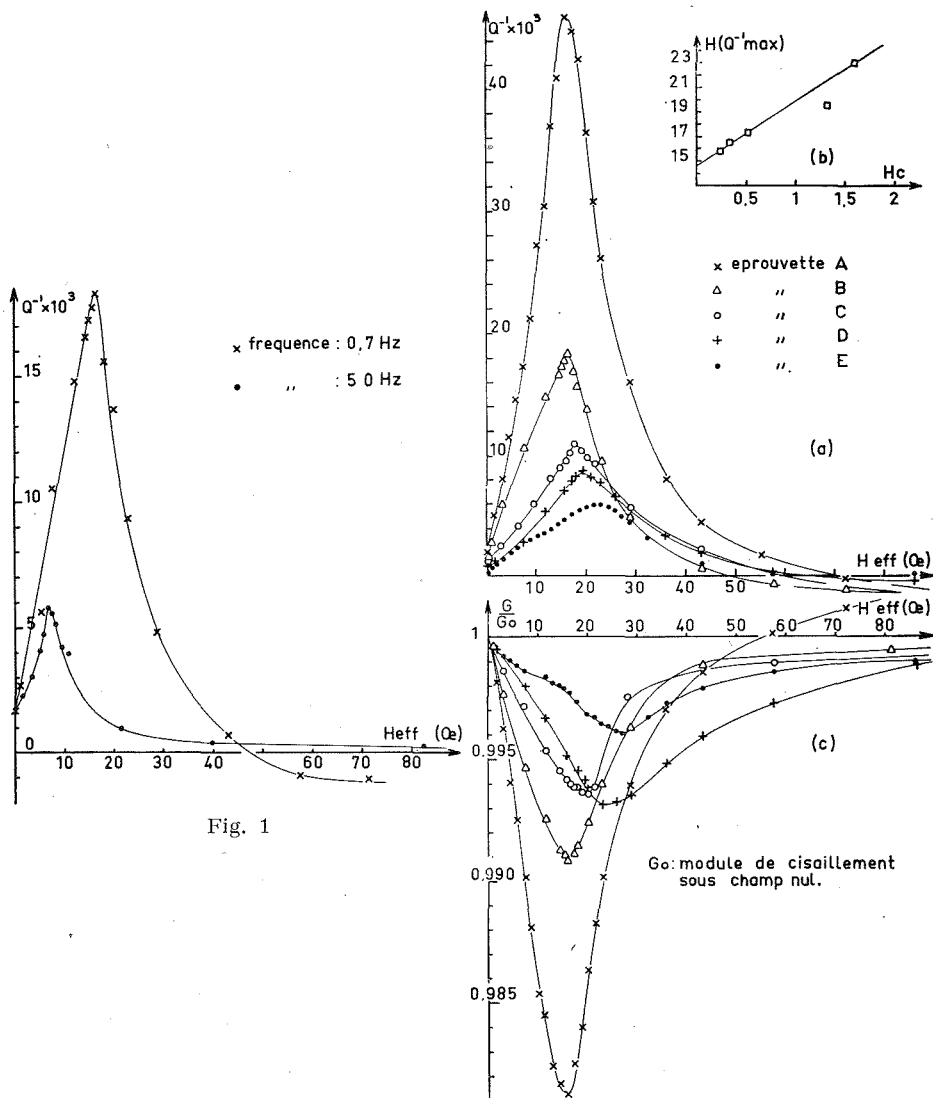 Q⁻¹×10³
15
10
5
0
10 20 30 40 50 60 70 80
Heff (Oe)
× frequence : 0,7 Hz
• ,, : 50 Hz
Fig. 1
Q⁻¹×10³
40
30
20
10
10 20 30 40 50 60 70 80
H eff (Oe)
(a)
H(Q⁻¹max)
23
21
19
17
15
0,5 1 1,5 2
Hc
(b)
× eprouvette A
△ ,, B
○ ,, C
+ ,, D
• ,, E
G/Go
1
0,995
0,990
0,985
10 20 30 40 50 60 80
H eff(Oe)
(c)
Go: module de cisaillement
sous champ nul.